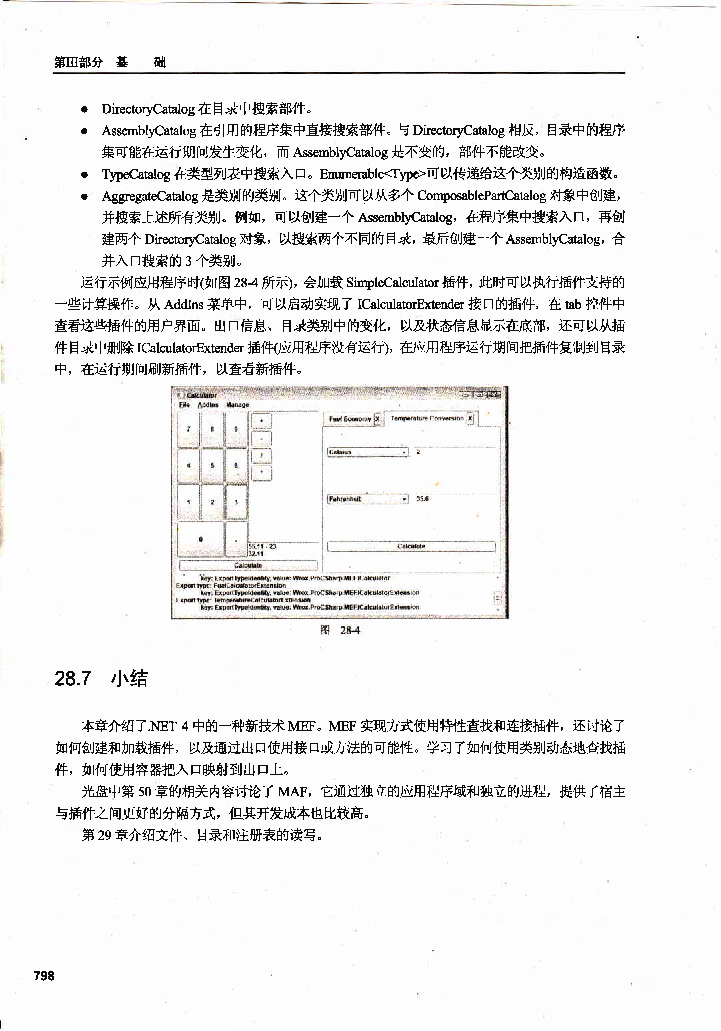 第III部分 基 础
● DirectoryCatalog 在目录中搜索部件。
● AssemblyCatalog 在引用的程序集中直接搜索部件。与 DirectoryCatalog 相反，目录中的程序
集可能在运行期间发生变化，而 AssemblyCatalog 是不变的，部件不能改变。
● TypeCatalog 在类型列表中搜索入口。Enumerable<Type>可以传递给这个类别的构造函数。
● AggregateCatalog 是类别的类别。这个类别可以从多个 ComposablePartCatalog 对象中创建，
并搜索上述所有类别。例如，可以创建一个 AssemblyCatalog，在程序集中搜索入口，再创
建两个 DirectoryCatalog 对象，以搜索两个不同的目录，最后创建一个 AssemblyCatalog，合
并入口搜索的 3 个类别。
运行示例应用程序时(如图 28-4 所示)，会加载 SimpleCalculator 插件，此时可以执行插件支持的
一些计算操作。从 AddIns 菜单中，可以启动实现了 ICalculatorExtender 接口的插件，在 tab 控件中
查看这些插件的用户界面。出口信息、目录类别中的变化，以及状态信息显示在底部，还可以从插
件目录中删除 ICalculatorExtender 插件(应用程序没有运行)，在应用程序运行期间把插件复制到目录
中，在运行期间刷新插件，以查看新插件。
Calculator
File AddIns Manage
Fuel Economy X Temperature Conversion X
7 8 9 +
-
4 5 6 /
*
Celsius 2
1 2 3
Fahrenheit 35.6
0 .
55.11 - 23
32.11
Calculate
Calculate
key: ExportTypeIdentity, value: Wrox.ProCSharp.MEF.ICalculator
Export type: FuelCalculatorExtension
key: ExportTypeIdentity, value: Wrox.ProCSharp.MEF.ICalculatorExtension
Export type: TemperatureCalculatorExtension
key: ExportTypeIdentity, value: Wrox.ProCSharp.MEF.ICalculatorExtension
图 28-4
28.7 小结
本章介绍了.NET 4 中的一种新技术 MEF。MEF 实现方式使用特性查找和连接插件，还讨论了
如何创建和加载插件，以及通过出口使用接口或方法的可能性。学习了如何使用类别动态地查找插
件，如何使用容器把入口映射到出口上。
光盘中第 50 章的相关内容讨论了 MAF，它通过独立的应用程序域和独立的进程，提供了宿主
与插件之间更好的分隔方式，但其开发成本也比较高。
第 29 章介绍文件、目录和注册表的读写。
798